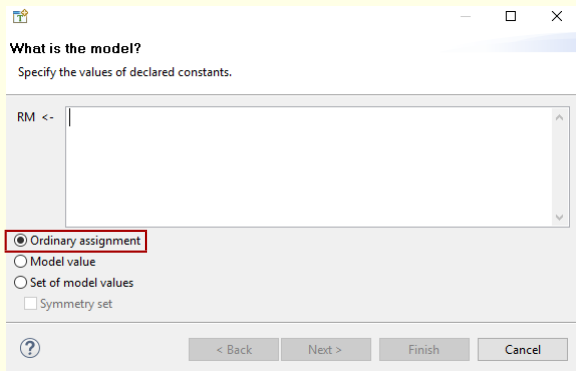 What is the model?
Specify the values of declared constants.
RM <-
Ordinary assignment
Model value
Set of model values
Symmetry set
? < Back Next > Finish Cancel